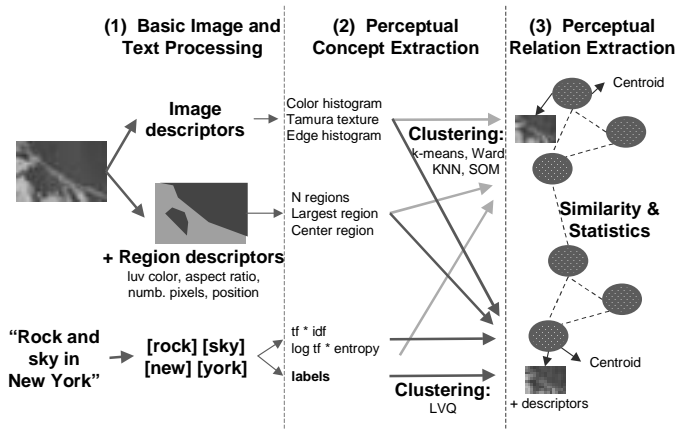 (1) Basic Image and
Text Processing
(2) Perceptual
Concept Extraction
(3) Perceptual
Relation Extraction
Image
descriptors
+ Region descriptors
luv color, aspect ratio,
numb. pixels, position
“Rock and
sky in
New York”
[rock] [sky]
[new] [york]
Color histogram
Tamura texture
Edge histogram
N regions
Largest region
Center region
tf * idf
log tf * entropy
labels
Clustering:
k-means, Ward
KNN, SOM
Clustering:
LVQ
Centroid
Similarity &
Statistics
Centroid
+ descriptors